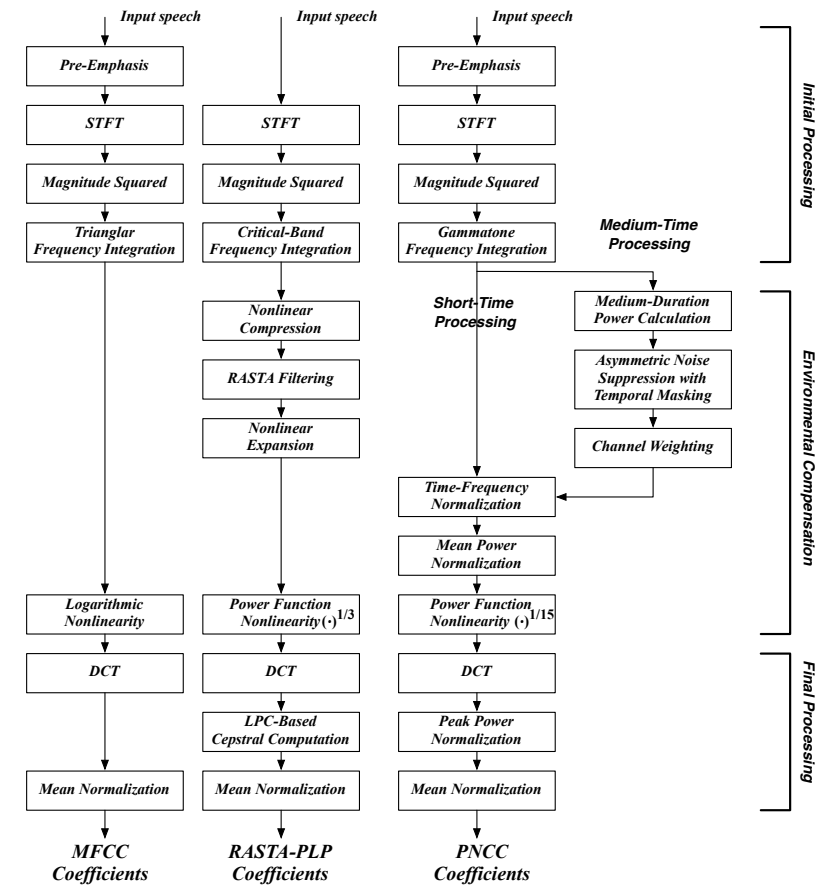 Input speech
Input speech
Input speech
Pre-Emphasis
Pre-Emphasis
STFT
STFT
STFT
Magnitude Squared
Magnitude Squared
Magnitude Squared
Trianglar
Frequency Integration
Critical-Band
Frequency Integration
Gammatone
Frequency Integration
Initial Processing
Medium-Time
Processing
Short-Time
Processing
Nonlinear
Compression
RASTA Filtering
Nonlinear
Expansion
Medium-Duration
Power Calculation
Asymmetric Noise
Suppression with
Temporal Masking
Channel Weighting
Time-Frequency
Normalization
Mean Power
Normalization
Environmental Compensation
Logarithmic
Nonlinearity
Power Function
Nonlinearity (·)1/3
Power Function
Nonlinearity (·)1/15
DCT
DCT
DCT
LPC-Based
Cepstral Computation
Peak Power
Normalization
Mean Normalization
Mean Normalization
Mean Normalization
Final Processing
MFCC
Coefficients
RASTA-PLP
Coefficients
PNCC
Coefficients